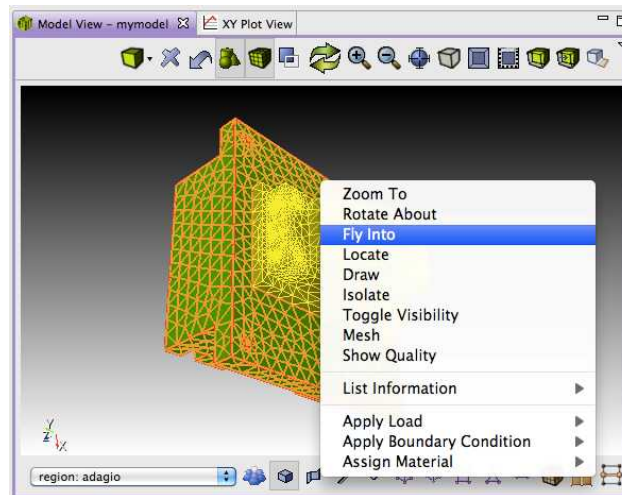 Model View – mymodel XY Plot View
Zoom To
Rotate About
Fly Into
Locate
Draw
Isolate
Toggle Visibility
Mesh
Show Quality
List Information
Apply Load
Apply Boundary Condition
Assign Material
Y
Z X
region: adagio